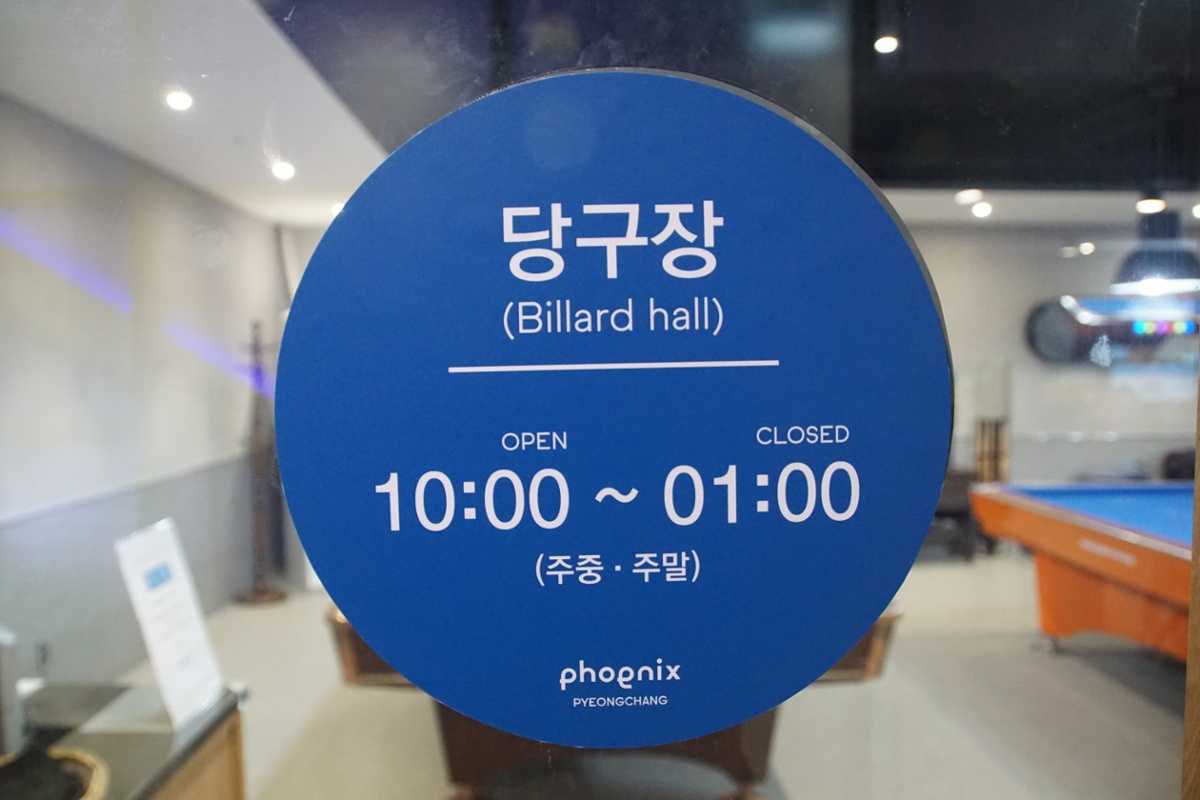 당구장
(Billard hall)
OPEN CLOSED
10:00 ~ 01:00
(주중 · 주말)
phoenix
PYEONGCHANG